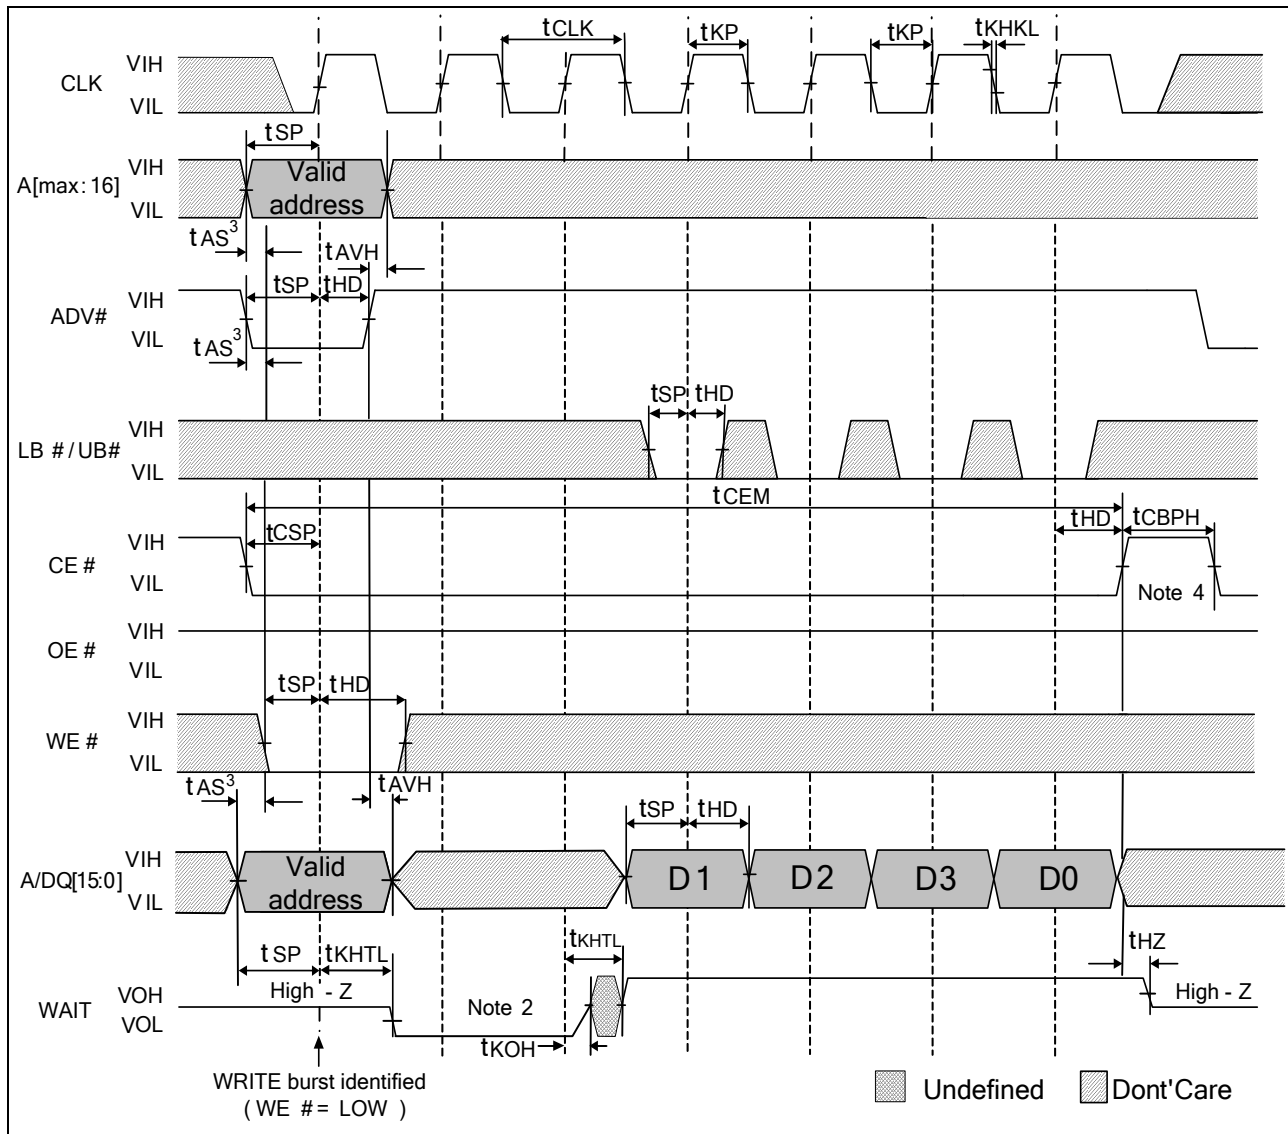 tCLK tKP tKP tKHKL
CLK VIH
VIL
tSP
A[max:16] VIH Valid
VIL address
tAS3 tAVH
tSP tHD
ADV# VIH
VIL
tAS3
tSP tHD
LB #/UB# VIH
VIL
tCEM
tCSP tHD tCBPH
CE # VIH
VIL Note 4
OE # VIH
VIL
tSP tHD
WE # VIH
VIL
tAS3 tAVH
tSP tHD
A/DQ[15:0] VIH Valid D1 D2 D3 D0
VIL address
tSP tKHTL tKHTL tHZ
WAIT VOH High - Z Note 2 High - Z
VOL
tKOH
WRITE burst identified
( WE #= LOW )
Undefined Dont'Care